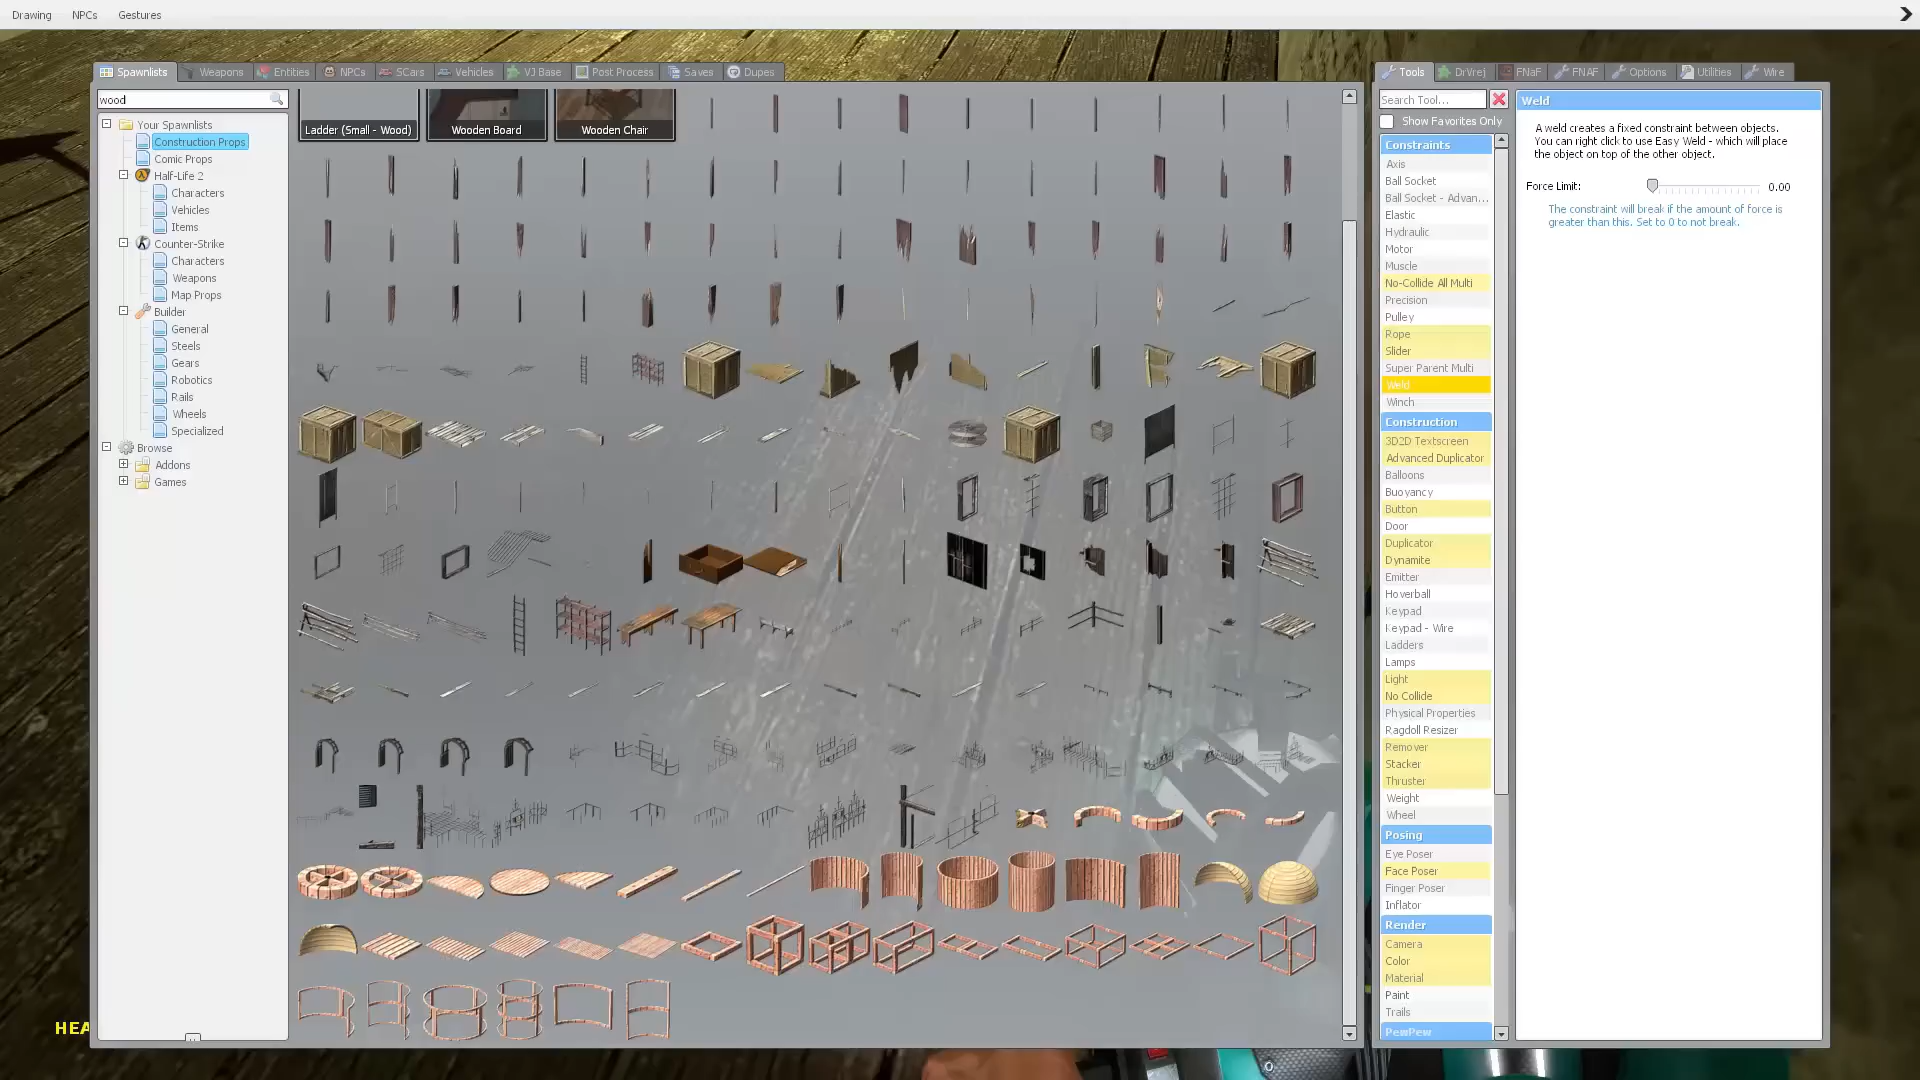 Drawing NPCs Gestures
Spawnlists Weapons Entities NPCs SCars Vehicles VJ Base Post Process Saves Dupes
wood
Your Spawnlists
Construction Props
Comic Props
Half-Life 2
Characters
Vehicles
Items
Counter-Strike
Characters
Weapons
Map Props
Builder
General
Steels
Gears
Robotics
Rails
Wheels
Specialized
Browse
Addons
Games
Ladder (Small - Wood) Wooden Board Wooden Chair
HEA
Tools DrVrej FNaF FNAF Options Utilities Wire
Search Tool...
Show Favorites Only
Constraints
Axis
Ball Socket
Ball Socket - Advan...
Elastic
Hydraulic
Motor
Muscle
No-Collide All Multi
Precision
Pulley
Rope
Slider
Super Parent Multi
Weld
Winch
Construction
3D2D Textscreen
Advanced Duplicator
Balloons
Buoyancy
Button
Door
Duplicator
Dynamite
Emitter
Hoverball
Keypad
Keypad - Wire
Ladders
Lamps
Light
No Collide
Physical Properties
Ragdoll Resizer
Remover
Stacker
Thruster
Weight
Wheel
Posing
Eye Poser
Face Poser
Finger Poser
Inflator
Render
Camera
Color
Material
Paint
Trails
PewPew
Weld
A weld creates a fixed constraint between objects.
You can right click to use Easy Weld - which will place
the object on top of the other object.
Force Limit: 0.00
The constraint will break if the amount of force is
greater than this. Set to 0 to not break.